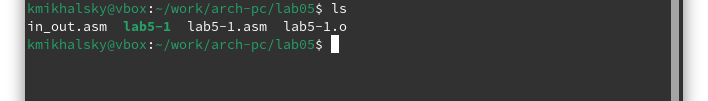 kmikhalsky@vbox:~/work/arch-pc/lab05$ ls
in_out.asm  lab5-1  lab5-1.asm  lab5-1.o
kmikhalsky@vbox:~/work/arch-pc/lab05$